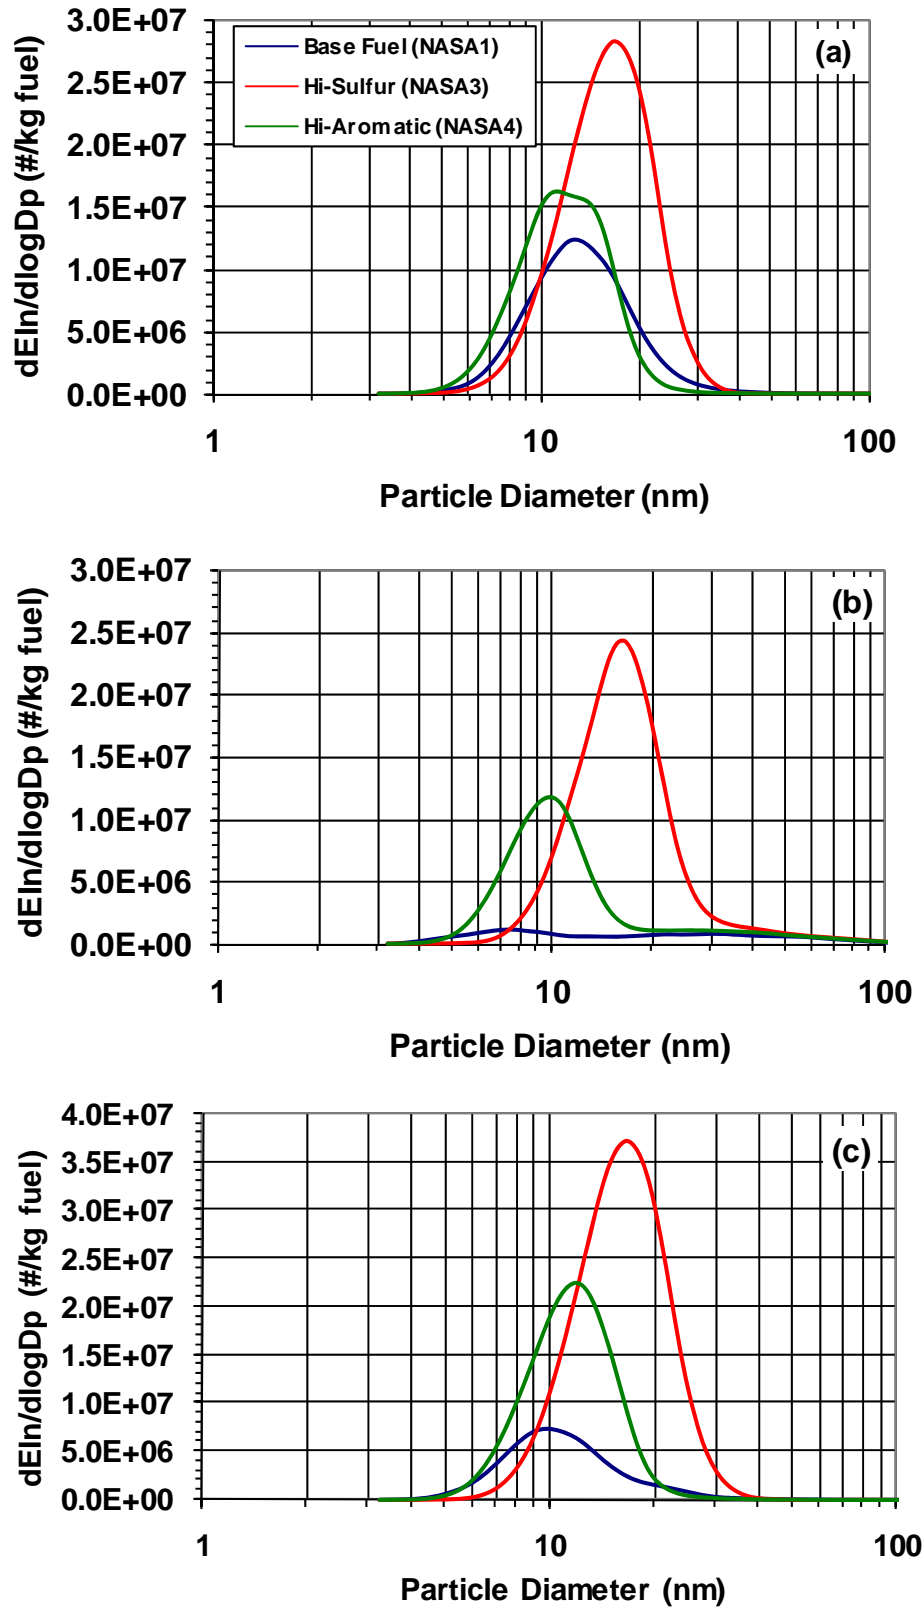 3.0E+07
2.5E+07
2.0E+07
1.5E+07
1.0E+07
5.0E+06
0.0E+00
dEIn/dlogDp (#/kg fuel)
Base Fuel (NASA1)
Hi-Sulfur (NASA3)
Hi-Aromatic (NASA4)
(a)
1 10 100
Particle Diameter (nm)
3.0E+07
2.5E+07
2.0E+07
1.5E+07
1.0E+07
5.0E+06
0.0E+00
dEIn/dlogDp (#/kg fuel)
(b)
1 10 100
Particle Diameter (nm)
4.0E+07
3.5E+07
3.0E+07
2.5E+07
2.0E+07
1.5E+07
1.0E+07
5.0E+06
0.0E+00
dEIn/dlogDp (#/kg fuel)
(c)
1 10 100
Particle Diameter (nm)